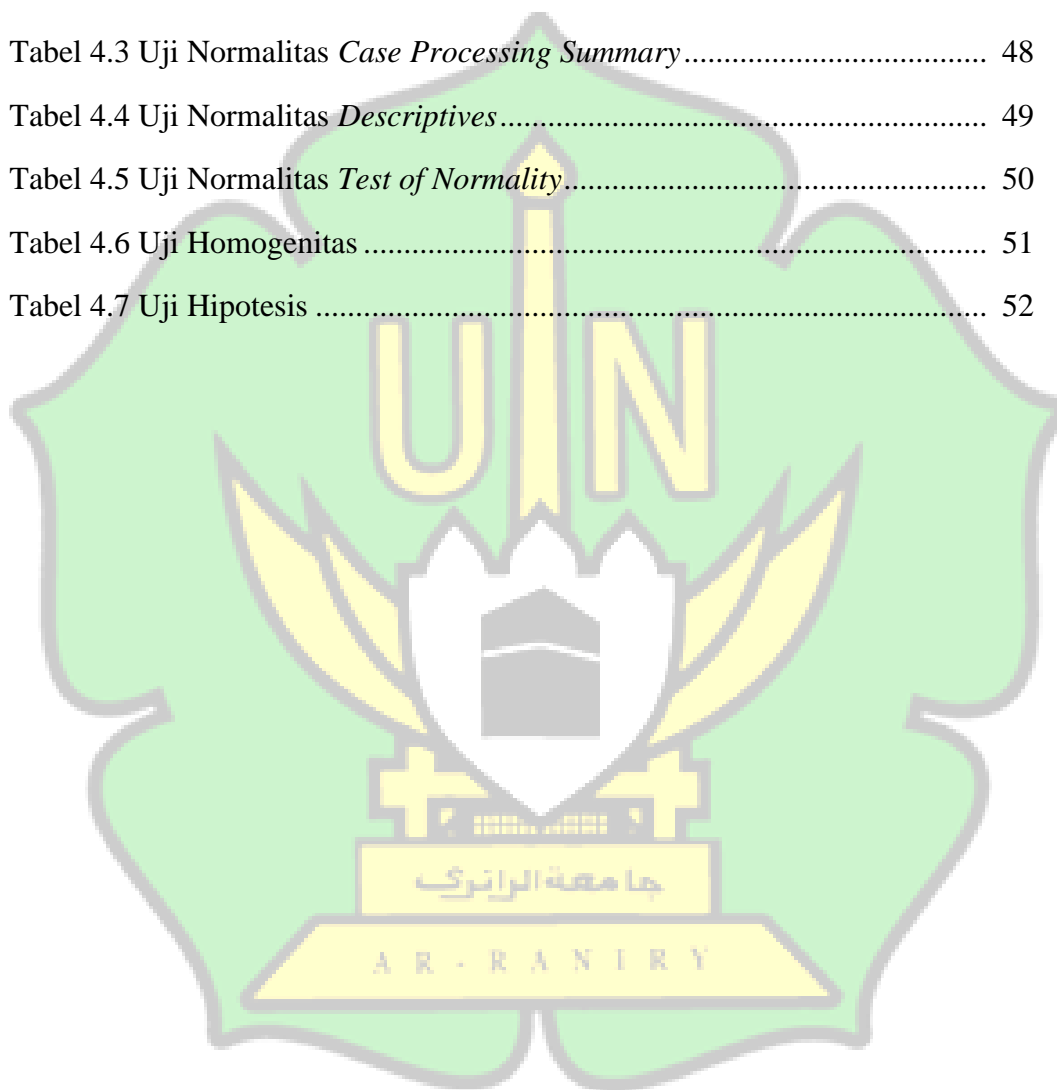 Tabel 4.3 Uji Normalitas Case Processing Summary...................................... 48
Tabel 4.4 Uji Normalitas Descriptives............................................................. 49
Tabel 4.5 Uji Normalitas Test of Normality..................................................... 50
Tabel 4.6 Uji Homogenitas.............................................................................. 51
Tabel 4.7 Uji Hipotesis .................................................................................... 52
UIN
جامعة الرانري
AR-RANIRY